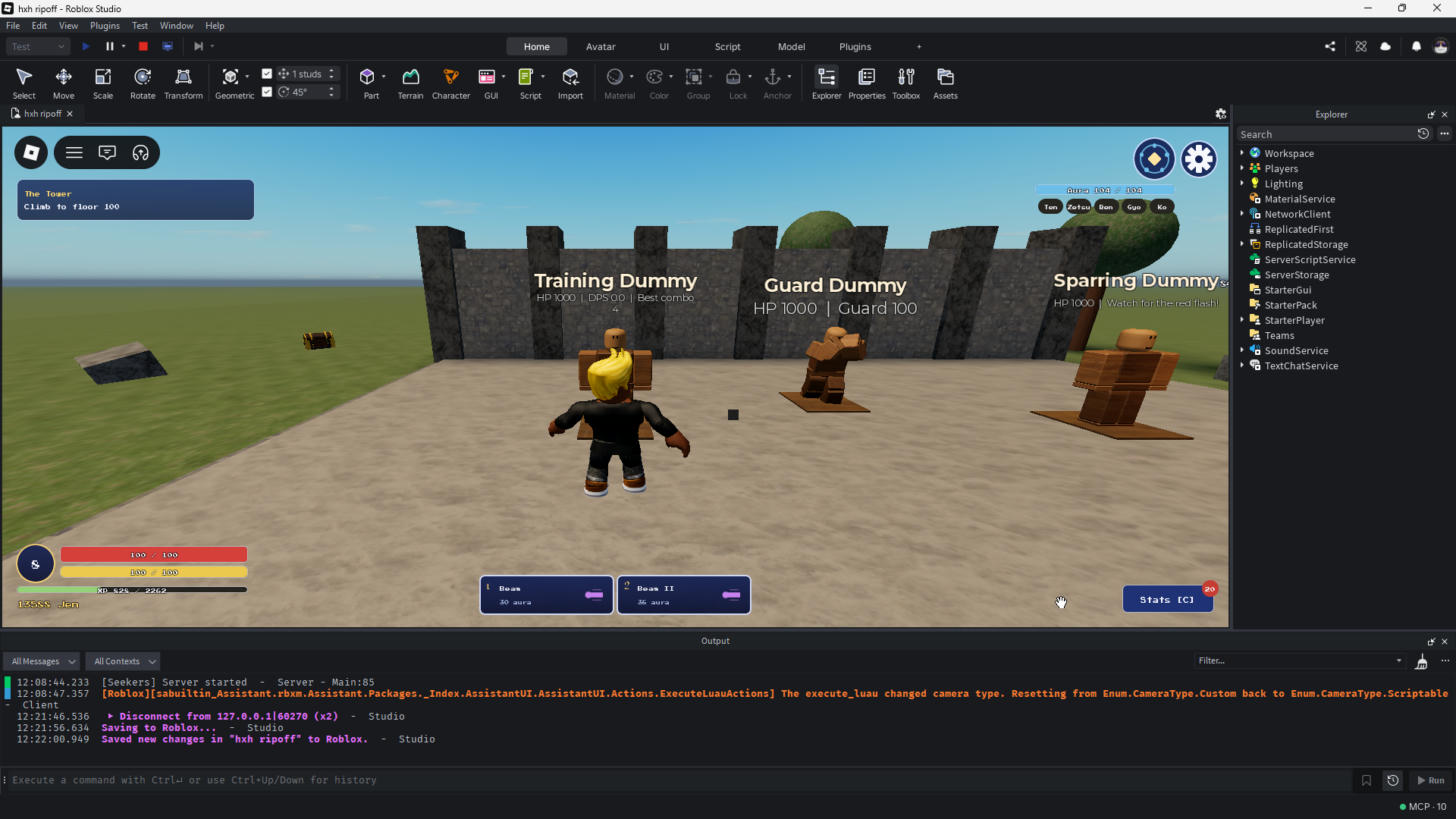 hxh ripoff - Roblox Studio
File Edit View Plugins Test Window Help
Test
Home Avatar UI Script Model Plugins +
1 studs
45°
Select Move Scale Rotate Transform Geometric Part Terrain Character GUI Script Import Material Color Group Lock Anchor Explorer Properties Toolbox Assets
hxh ripoff
The Tower
Climb to floor 100
Aura 104 / 104
Ten Zetsu Ren Gyo Ko
Training Dummy
HP 1000 | DPS 0.0 | Best combo
4
Guard Dummy
HP 1000 | Guard 100
Sparring Dummy
HP 1000 | Watch for the red flash!
100 / 100
100 / 100
XP 828 / 2262
&
1 Beam
30 aura
2 Beam II
36 aura
Stats [C]
20
Explorer
Search
Workspace
Players
Lighting
MaterialService
NetworkClient
ReplicatedFirst
ReplicatedStorage
ServerScriptService
ServerStorage
StarterGui
StarterPack
StarterPlayer
Teams
SoundService
TextChatService
Output
All Messages All Contexts Filter...
12:08:44.233 [Seekers] Server started - Server - Main:85
12:08:47.357 [Roblox][sabuiltin_Assistant.rbxm.Assistant.Packages._Index.AssistantUI.AssistantUI.Actions.ExecuteLuauActions] The execute_luau changed camera type. Resetting from Enum.CameraType.Custom back to Enum.CameraType.Scriptable
- Client
12:21:46.536 Disconnect from 127.0.0.1|60270 (x2) - Studio
12:21:56.634 Saving to Roblox... - Studio
12:22:00.949 Saved new changes in "hxh ripoff" to Roblox. - Studio
Execute a command with Ctrl↵ or use Ctrl+Up/Down for history
Run
MCP · 10